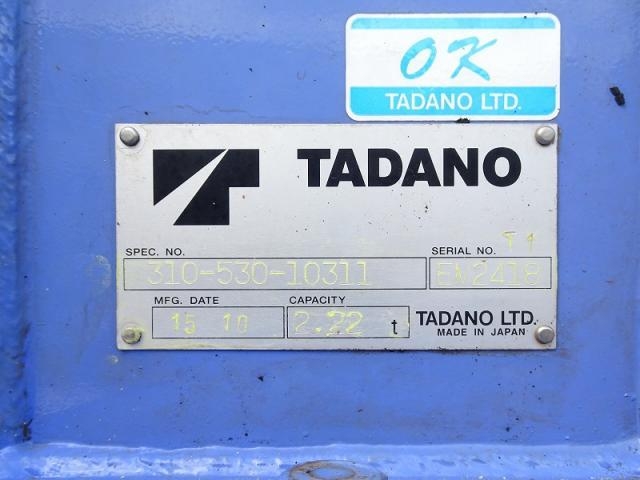 OK
TADANO LTD.
TADANO
SPEC. NO.
310-530-10311
SERIAL NO.
EW2418
MFG. DATE
15 10
CAPACITY
2.22 t
TADANO LTD.
MADE IN JAPAN